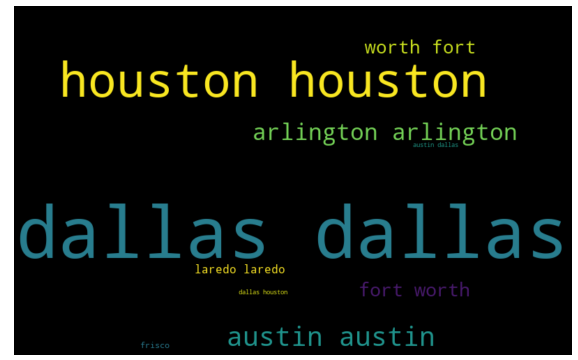 worth fort
houston houston
arlington arlington
austin dallas
dallas dallas
laredo laredo
dallas houston
fort worth
austin austin
frisco